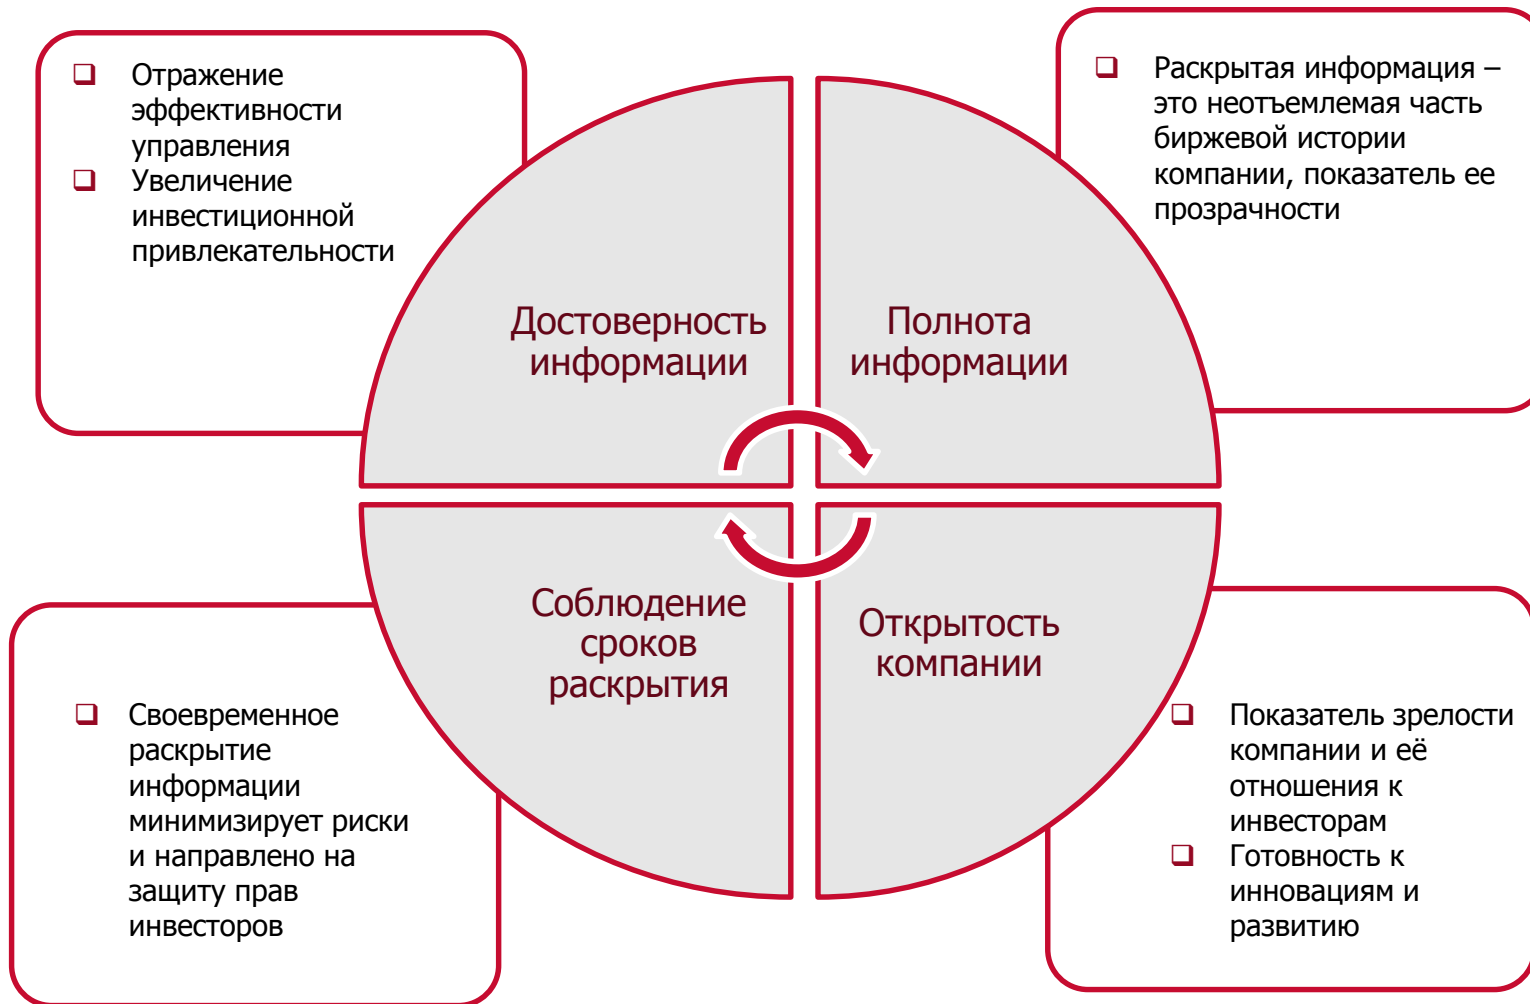 Отражение
эффективности
управления
Увеличение
инвестиционной
привлекательности
Раскрытая информация –
это неотъемлемая часть
биржевой истории
компании, показатель ее
прозрачности
Достоверность
информации
Полнота
информации
Соблюдение
сроков
раскрытия
Открытость
компании
Своевременное
раскрытие
информации
минимизирует риски
и направлено на
защиту прав
инвесторов
Показатель зрелости
компании и её
отношения к
инвесторам
Готовность к
инновациям и
развитию